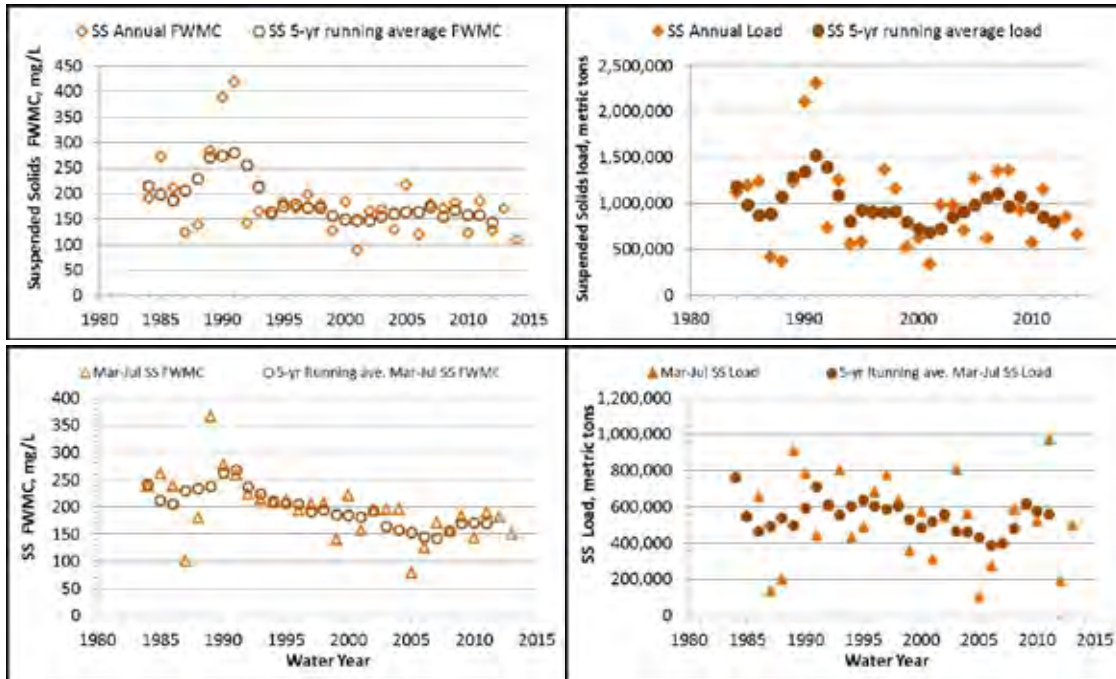 SS Annual FWMC SS 5-yr running average FWMC
Suspended Solids FWMC, mg/L
450
400
350
300
250
200
150
100
50
0
1980 1985 1990 1995 2000 2005 2010 2015
SS Annual Load SS 5-yr running average load
Suspended Solids load, metric tons
2,500,000
2,000,000
1,500,000
1,000,000
500,000
0
1980 1990 2000 2010
Mar-Jul SS FWMC 5-yr Running ave. Mar-Jul SS FWMC
SS FWMC, mg/L
400
350
300
250
200
150
100
50
0
1980 1985 1990 1995 2000 2005 2010 2015
Water Year
Mar-Jul SS Load 5-yr Running ave. Mar-Jul SS Load
SS Load, metric tons
1,200,000
1,000,000
800,000
600,000
400,000
200,000
0
1980 1985 1990 1995 2000 2005 2010 2015
Water Year